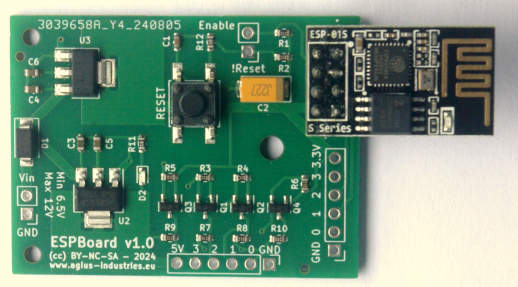 3039658A_Y4_240805
Enable
U3
C1
R12
R1
R2
!Reset
C6
C4
RESET
J227
C2
ESP-01S
S Series
D1
C3
C5
R11
D2
U2
Vin
GND
Min 6.5V
Max 12V
R5
R3
R4
R6
Q3
Q1
Q2
Q4
R9
R7
R8
R10
5V 3 2 1 0 GND
GND 0 1 2 3 3.3V
ESPBoard v1.0
(cc) BY-NC-SA - 2024
www.agius-industries.eu